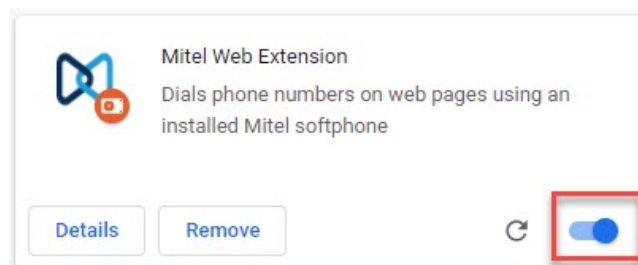 Mitel Web Extension
Dials phone numbers on web pages using an
installed Mitel softphone
Details
Remove